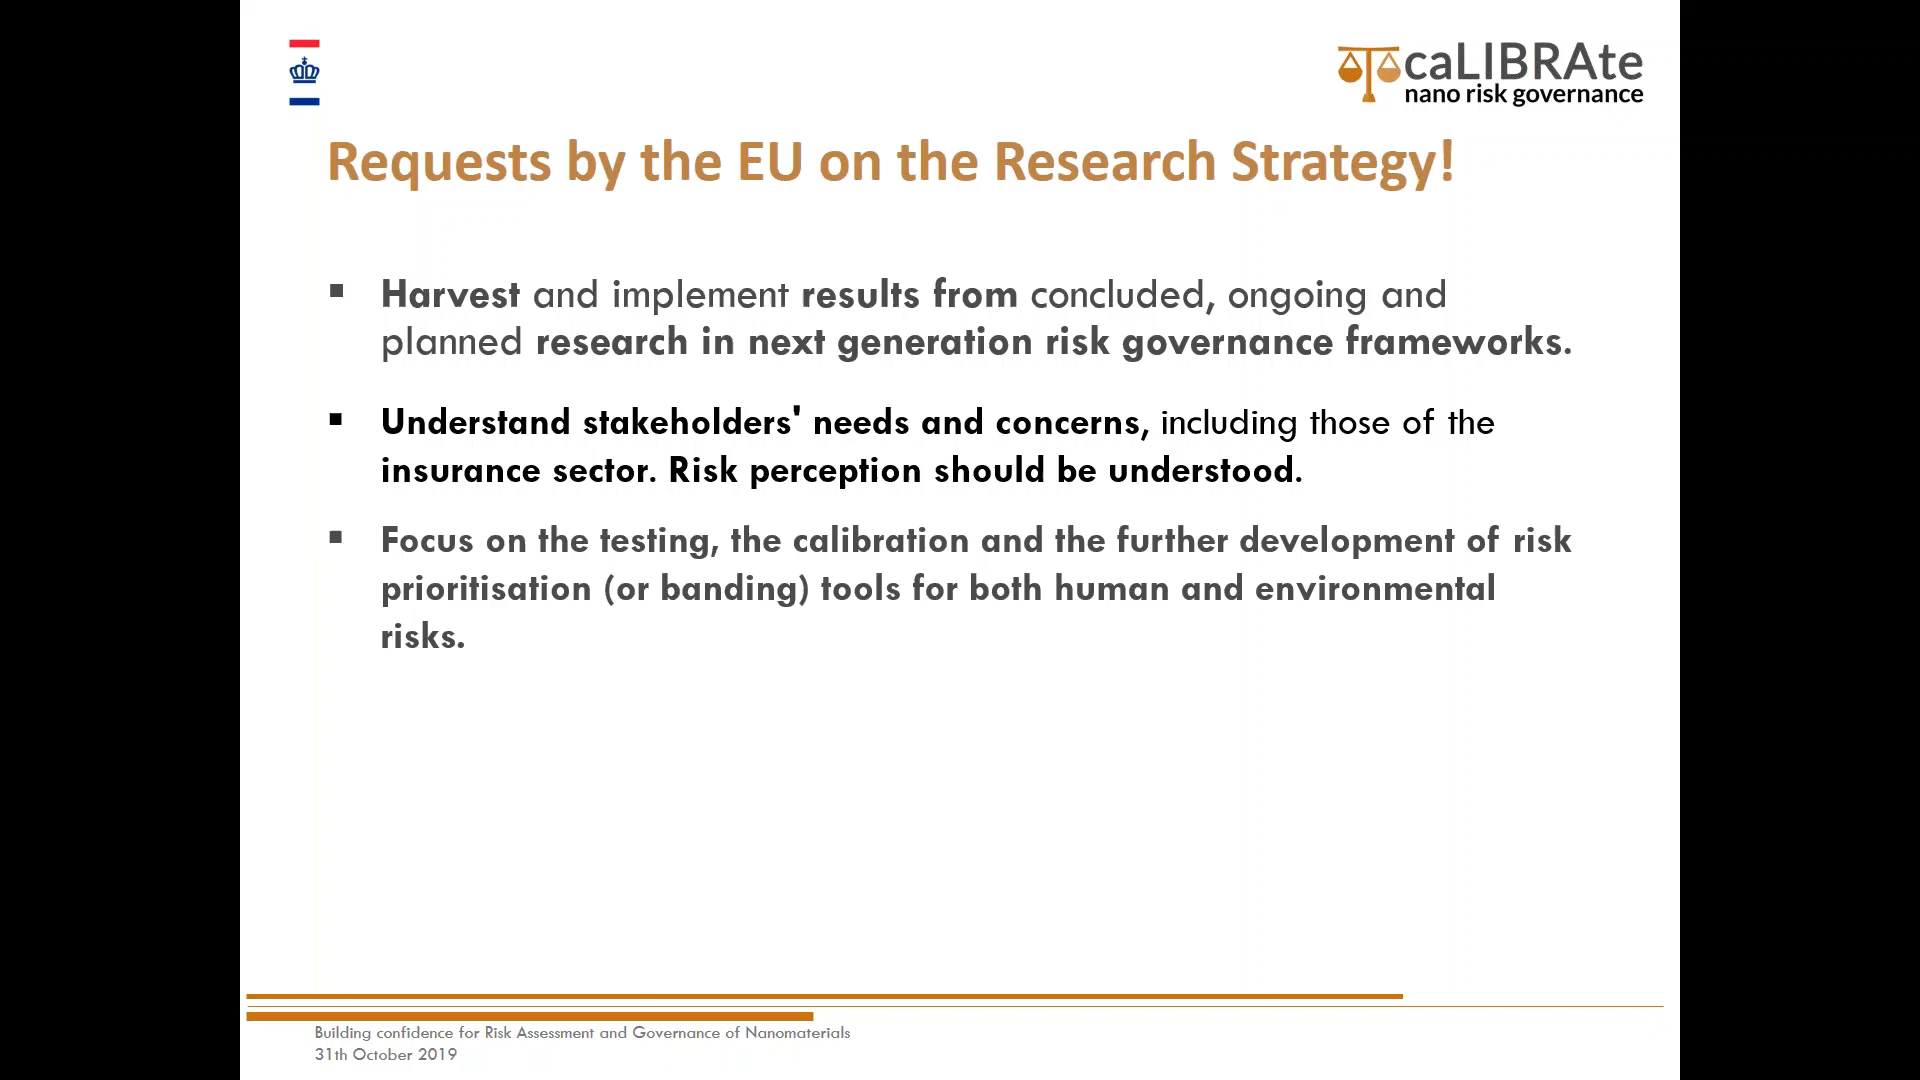 caLIBRAte
nano risk governance
Requests by the EU on the Research Strategy!
▪ Harvest and implement results from concluded, ongoing and
planned research in next generation risk governance frameworks.
▪ Understand stakeholders' needs and concerns, including those of the
insurance sector. Risk perception should be understood.
▪ Focus on the testing, the calibration and the further development of risk
prioritisation (or banding) tools for both human and environmental
risks.
Building confidence for Risk Assessment and Governance of Nanomaterials
31th October 2019